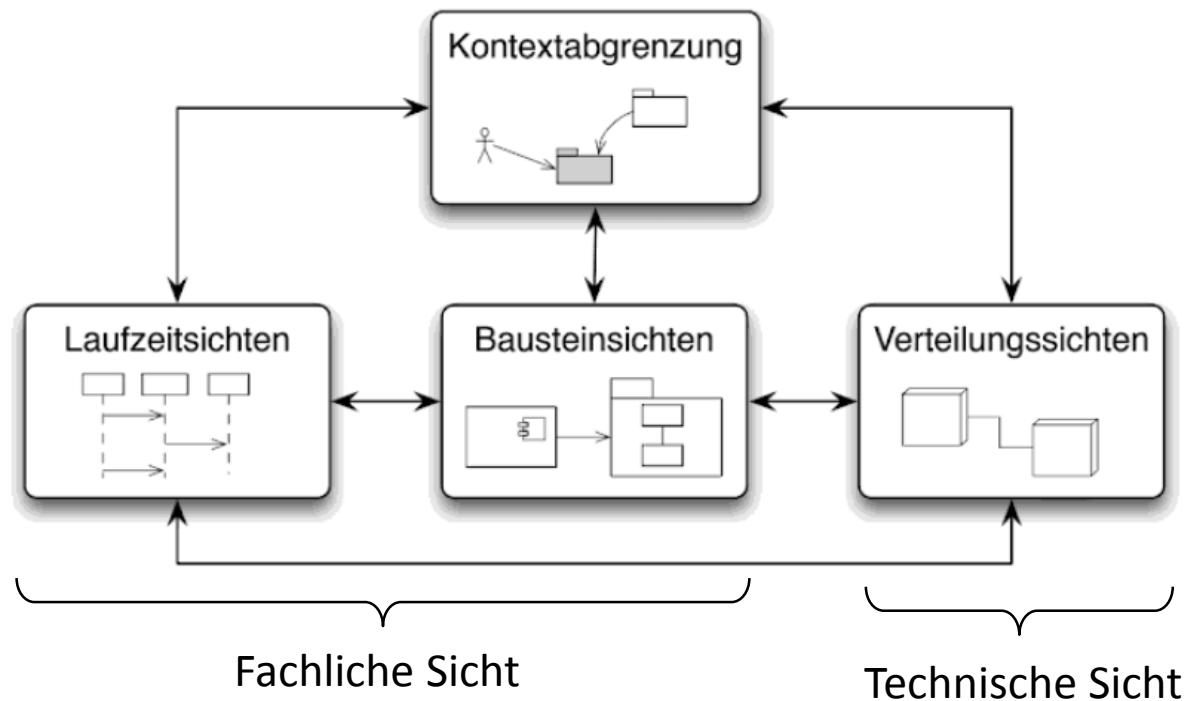 Kontextabgrenzung
Laufzeitsichten
Bausteinsichten
Verteilungssichten
Fachliche Sicht
Technische Sicht